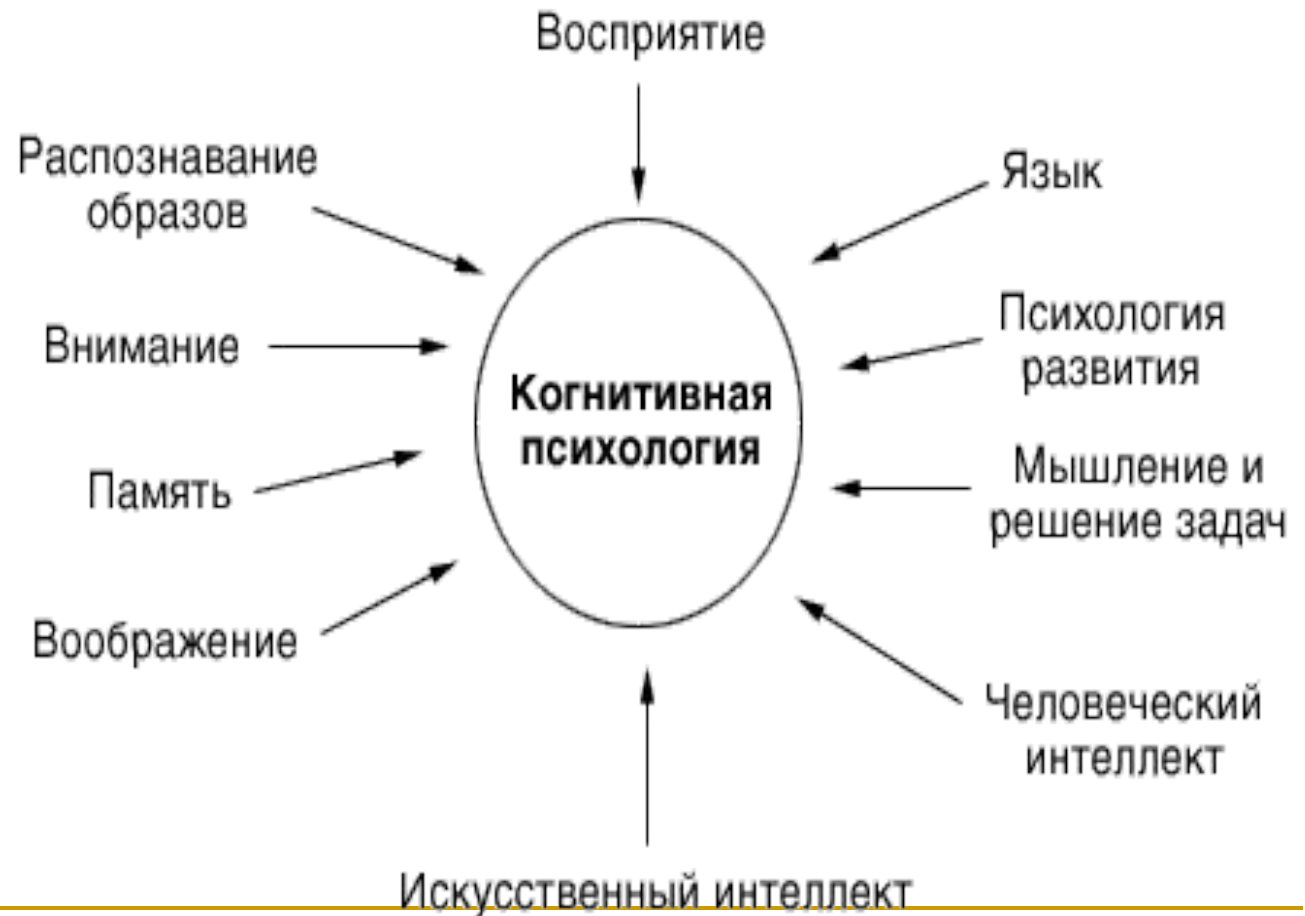 Восприятие
Распознавание
образов
Язык
Внимание
Психология
развития
Когнитивная
психология
Память
Мышление и
решение задач
Воображение
Человеческий
интеллект
Искусственный интеллект